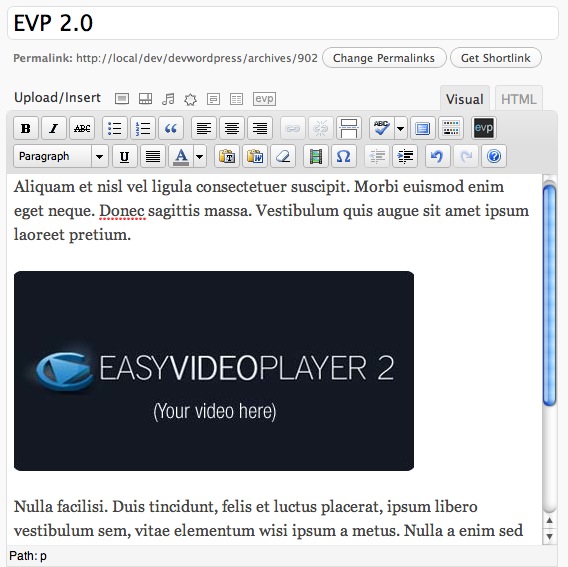 EVP 2.0
Permalink: http://local/dev/devwordpress/archives/902 Change Permalinks Get Shortlink
Upload/Insert evp Visual HTML
B I ABC ABC evp
Paragraph U A T W Ω ?
Aliquam et nisl vel ligula consectetuer suscipit. Morbi euismod enim
eget neque. Donec sagittis massa. Vestibulum quis augue sit amet ipsum
laoreet pretium.
EASYVIDEOPLAYER 2
(Your video here)
Nulla facilisi. Duis tincidunt, felis et luctus placerat, ipsum libero
vestibulum sem, vitae elementum wisi ipsum a metus. Nulla a enim sed
Path: p